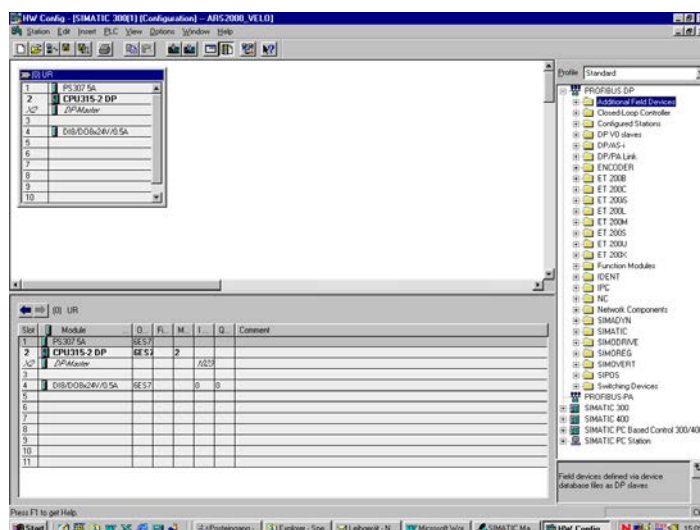 HW Config - [SIMATIC 300(1) (Configuration) -- ARS2000_VELO]
Station Edit Insert PLC View Options Window Help
(0) UR
1 PS307 5A
2 CPU315-2 DP
X2 DP-Master
3
4 DI8/DO8x24V/0.5A
5
6
7
8
9
10
Profile Standard
PROFIBUS DP
Additional Field Devices
Closed-Loop Controller
Configured Stations
DP V0 slaves
DP/AS-i
DP/PA Link
ENCODER
ET 200B
ET 200C
ET 200iS
ET 200L
ET 200M
ET 200S
ET 200U
ET 200X
Function Modules
IDENT
IPC
NC
Network Components
SIMADYN
SIMATIC
SIMODRIVE
SIMOREG
SIMOVERT
SIPOS
Switching Devices
PROFIBUS-PA
SIMATIC 300
SIMATIC 400
SIMATIC PC Based Control 300/400
SIMATIC PC Station
(0) UR
Slot Module ... O... Fi... M... I... Q... Comment
1 PS307 5A 6ES7
2 CPU315-2 DP 6ES7 2
X2 DP-Master 1023
3
4 DI8/DO8x24V/0.5A 6ES7 0 0
5
6
7
8
9
10
11
Field devices defined via device
database files as DP slaves
Press F1 to get Help.
Start Posteingang - Explorer - Spe Microsoft Wor SIMATIC Ma HW Config